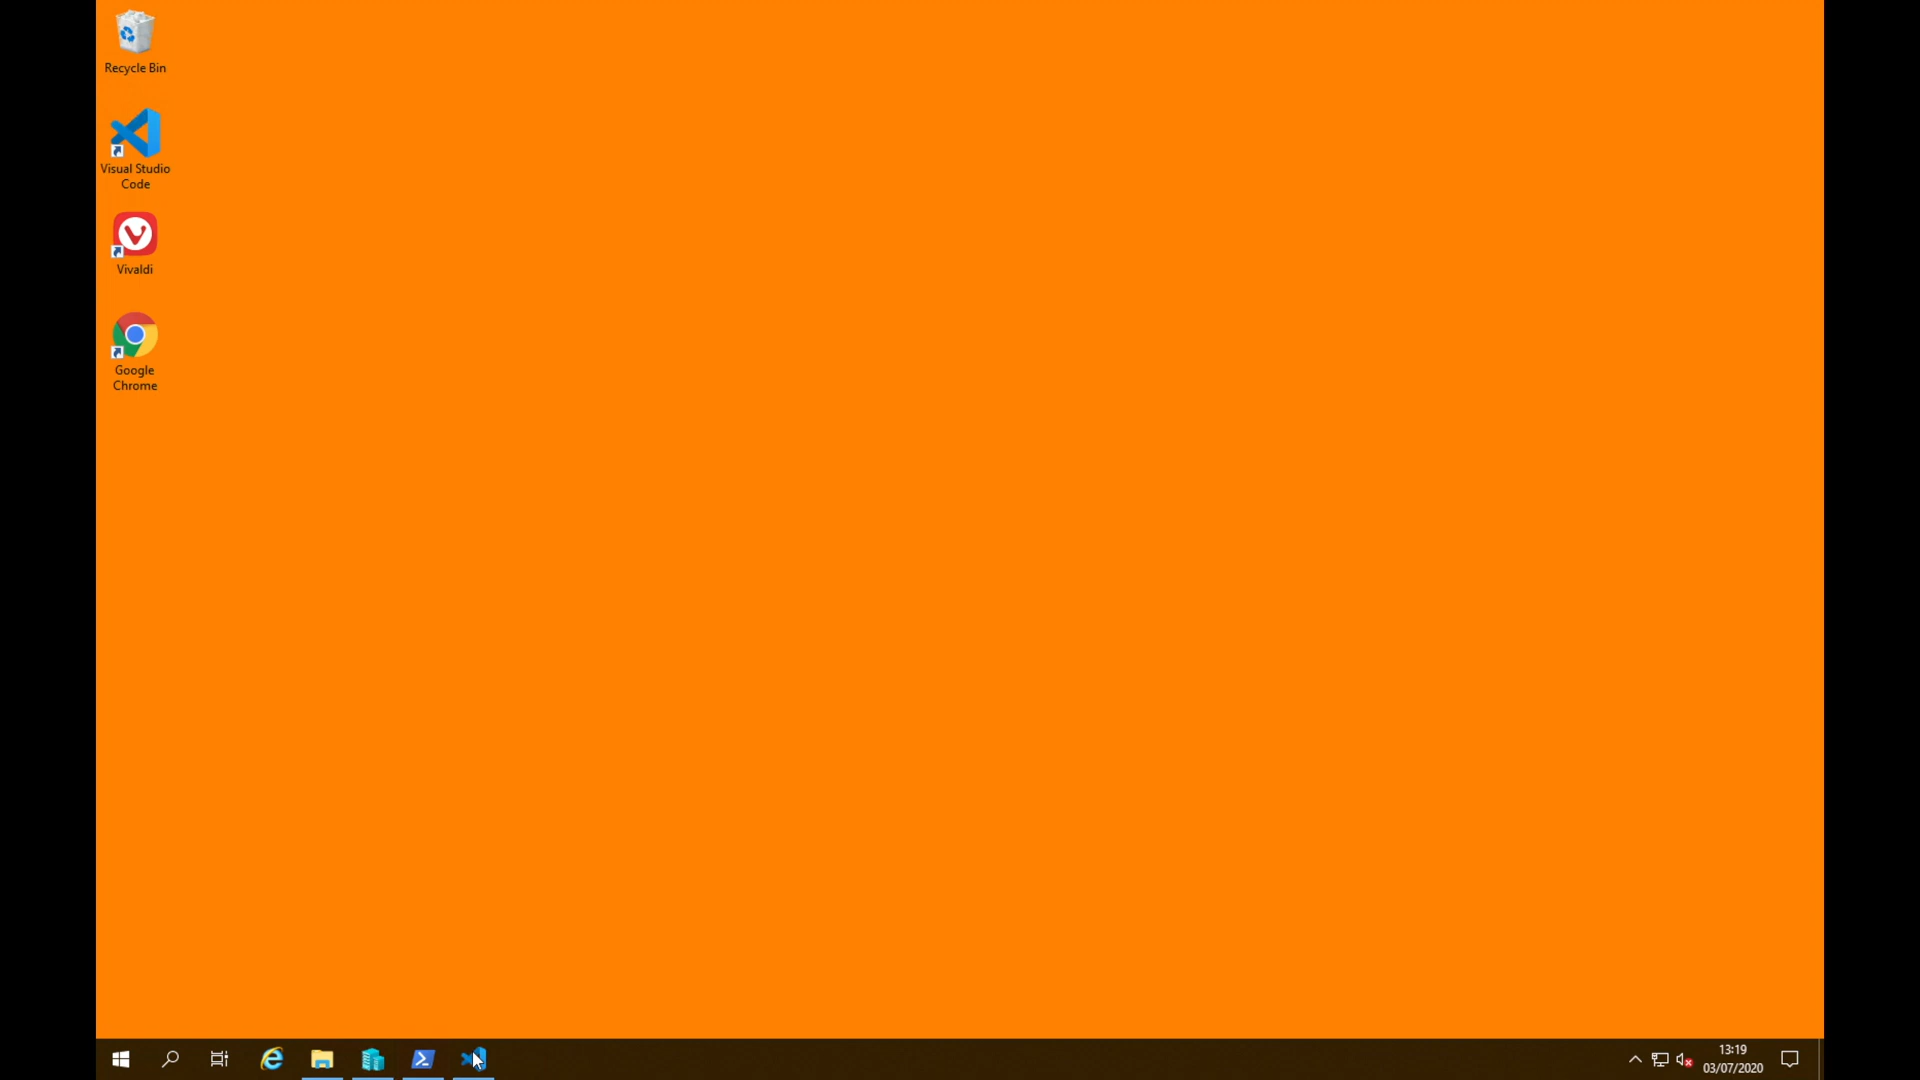 Recycle Bin
Visual Studio
Code
Vivaldi
Google
Chrome
13:19
03/07/2020